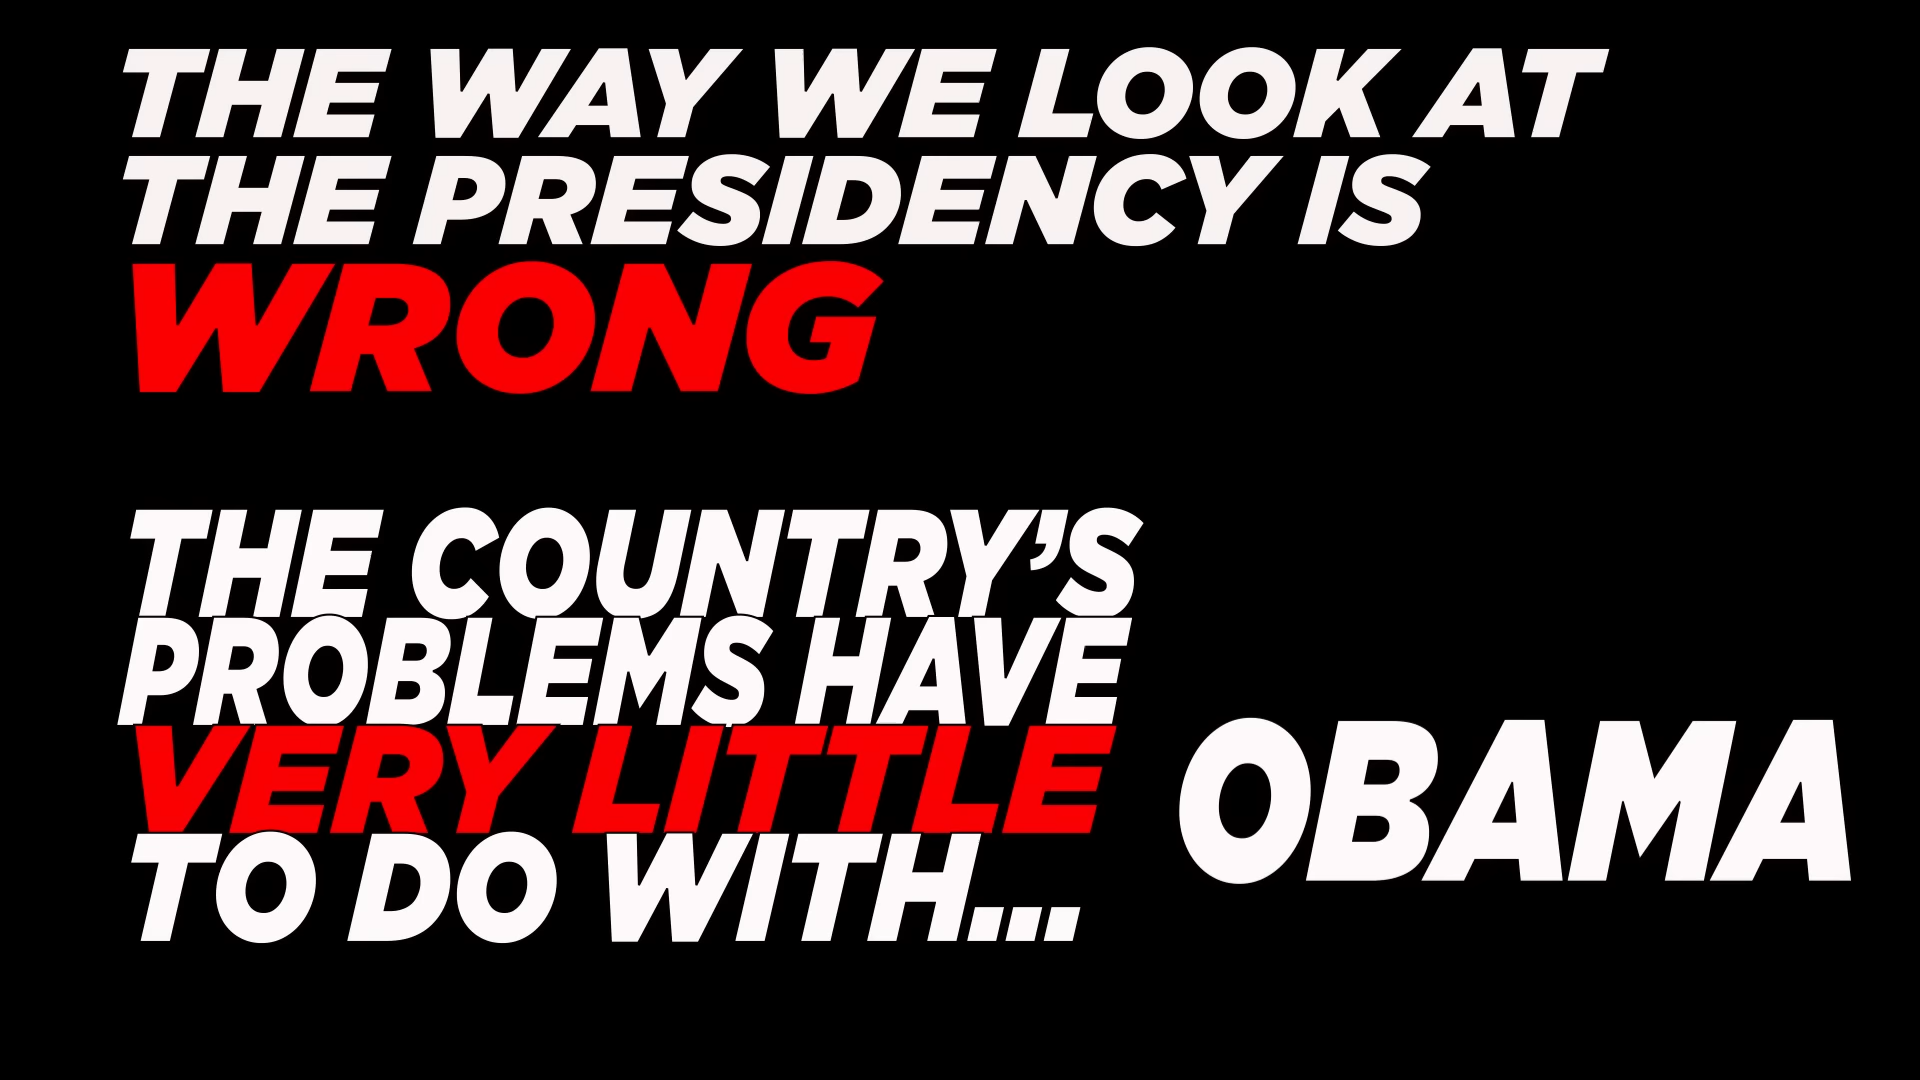 THE WAY WE LOOK AT
THE PRESIDENCY IS
WRONG
THE COUNTRY’S
PROBLEMS HAVE
VERY LITTLE
TO DO WITH...
OBAMA